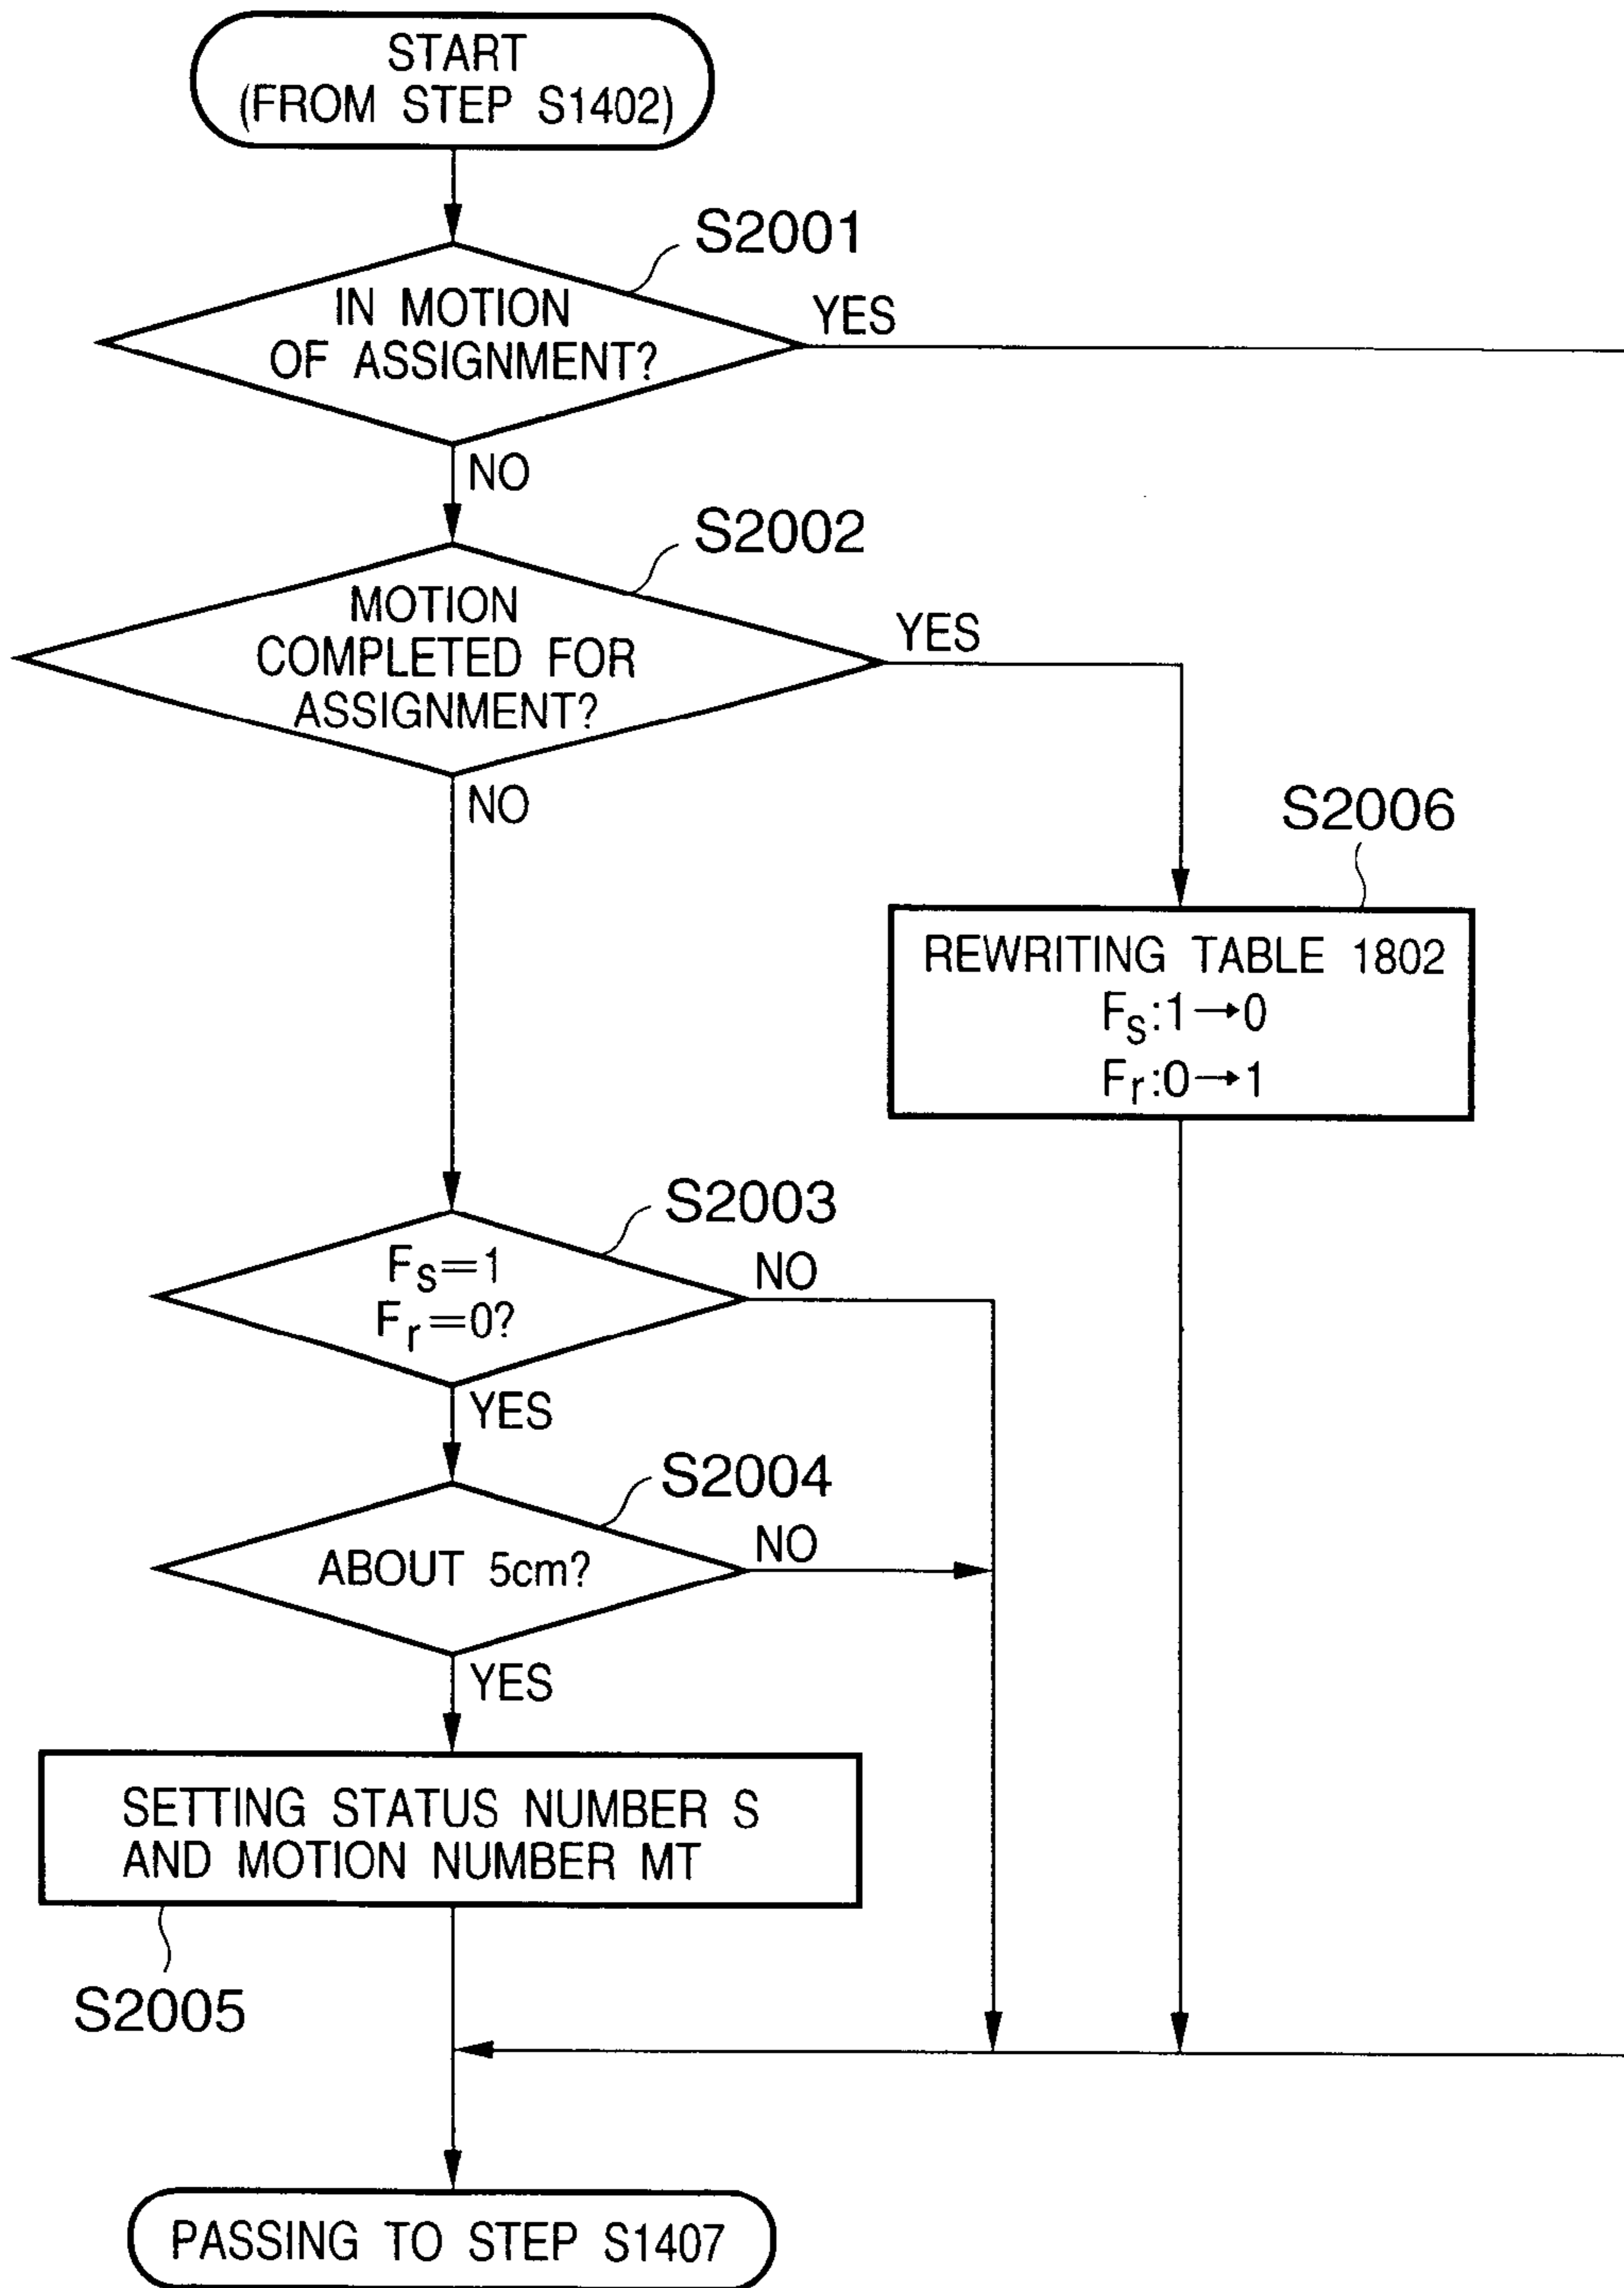 START
(FROM STEP S1402)
S2001
IN MOTION
OF ASSIGNMENT?
YES
NO
S2002
MOTION
COMPLETED FOR
ASSIGNMENT?
YES
NO
S2006
REWRITING TABLE 1802
Fs:1→0
Fr:0→1
S2003
Fs=1
Fr=0?
NO
YES
S2004
ABOUT 5cm?
NO
YES
SETTING STATUS NUMBER S
AND MOTION NUMBER MT
S2005
PASSING TO STEP S1407